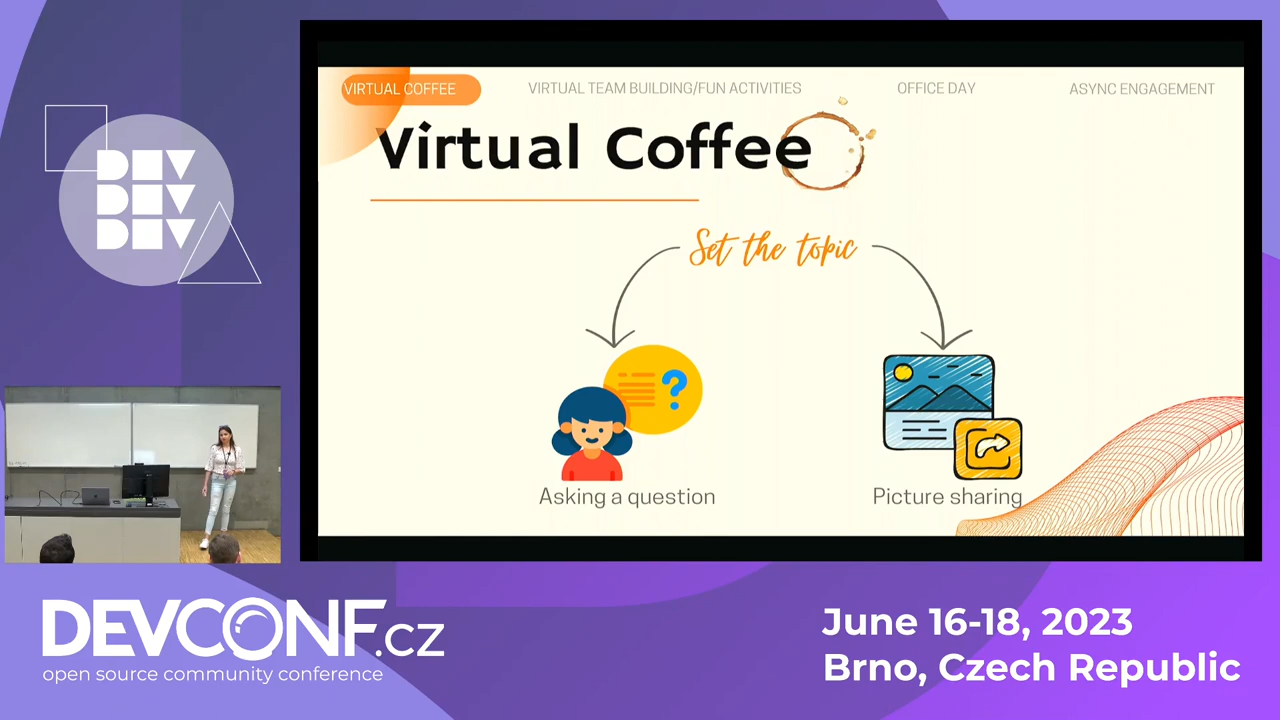 VIRTUAL COFFEE
VIRTUAL TEAM BUILDING/FUN ACTIVITIES
OFFICE DAY
ASYNC ENGAGEMENT
Virtual Coffee
Set the topic
?
Asking a question
Picture sharing
DEV
DEV
DEV
DEVCONF.cz
open source community conference
June 16-18, 2023
Brno, Czech Republic